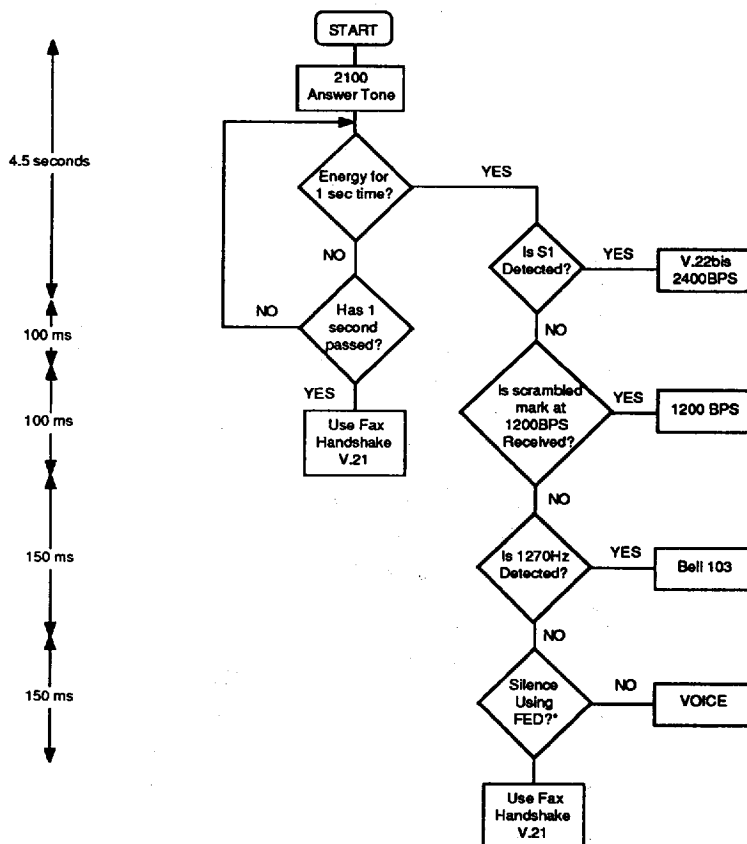 START
2100
Answer Tone
4.5 seconds
Energy for
1 sec time?
YES
NO
Is S1
Detected?
YES
V.22bis
2400BPS
NO
Has 1
second
passed?
NO
100 ms
YES
Use Fax
Handshake
V.21
100 ms
Is scrambled
mark at
1200BPS
Received?
YES
1200 BPS
NO
150 ms
Is 1270Hz
Detected?
YES
Bell 103
NO
150 ms
Silence
Using
FED?*
NO
VOICE
Use Fax
Handshake
V.21